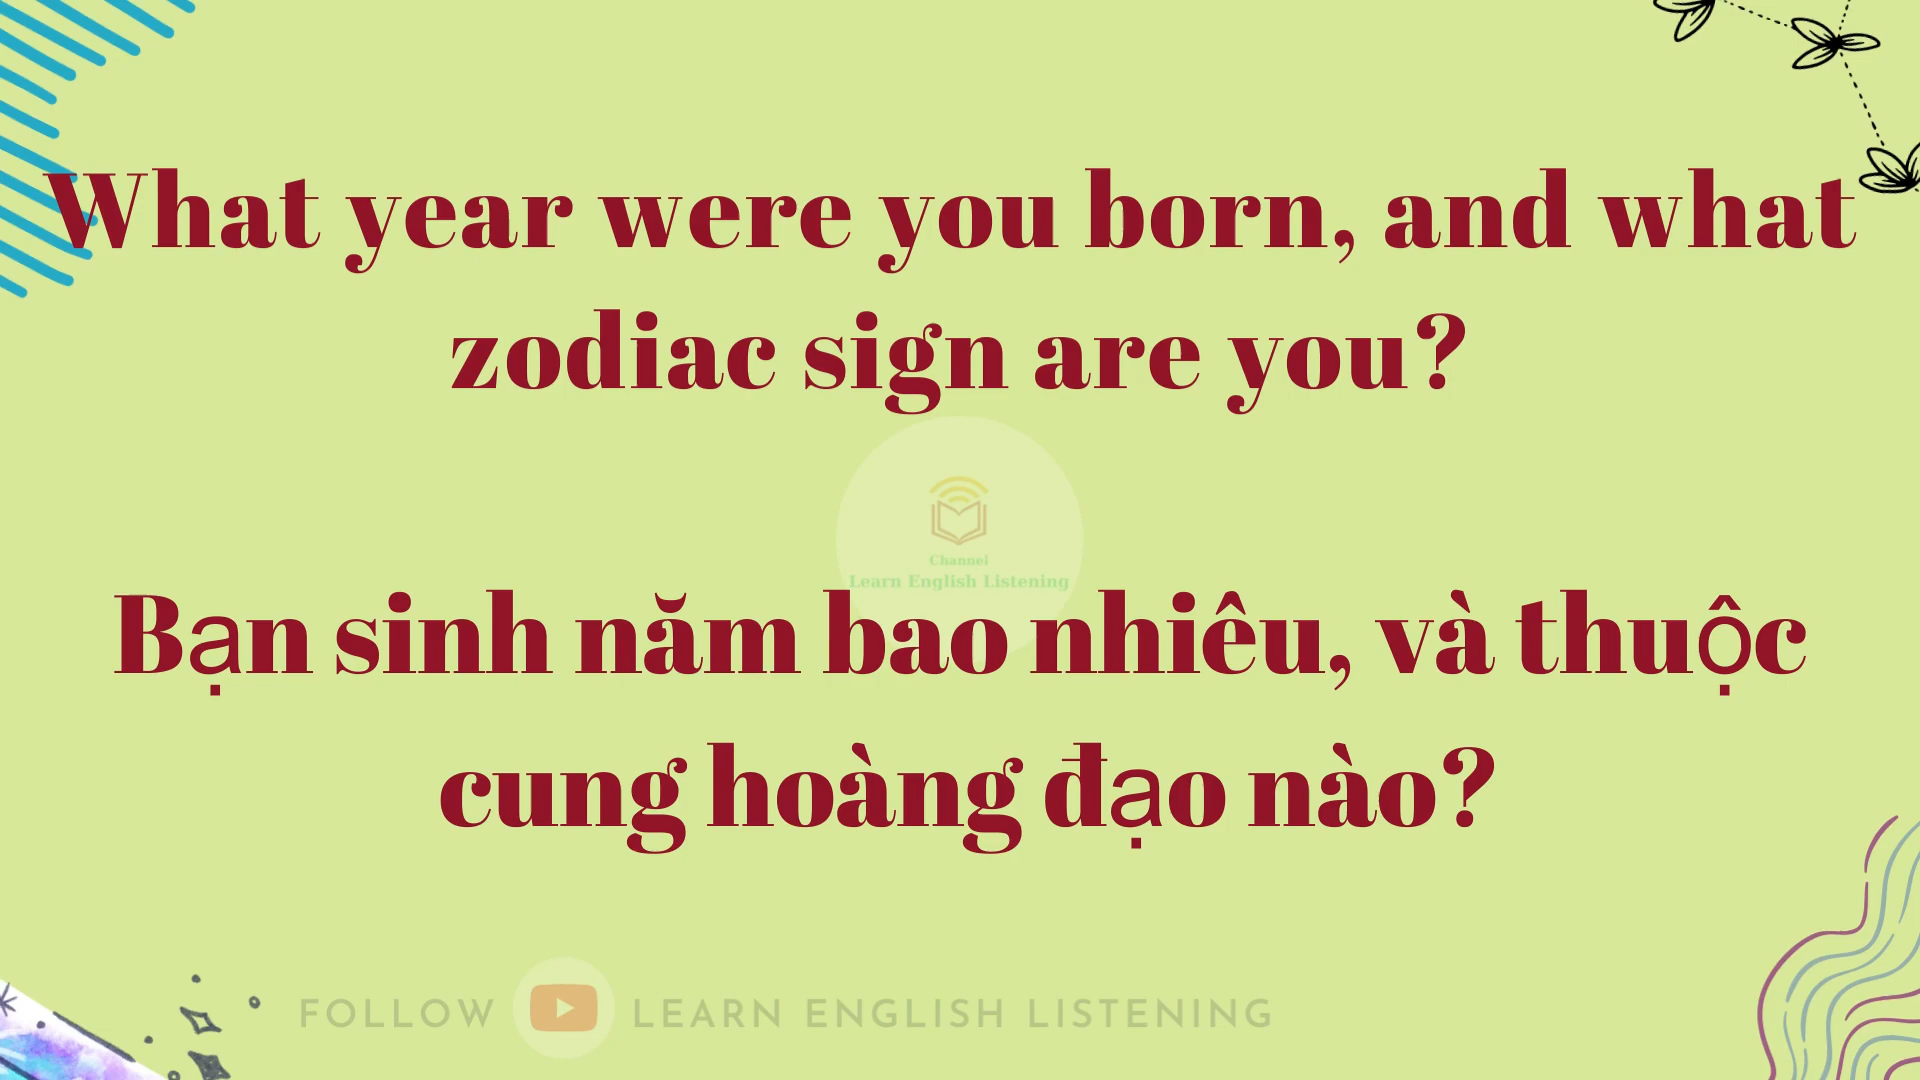 What year were you born, and what
zodiac sign are you?
Channel
Learn English Listening
Bạn sinh năm bao nhiêu, và thuộc
cung hoàng đạo nào?
FOLLOW LEARN ENGLISH LISTENING